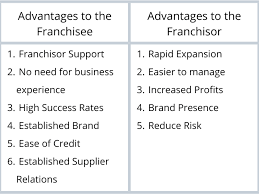 Advantages to the
Franchisee
1. Franchisor Support
2. No need for business
experience
3. High Success Rates
4. Established Brand
5. Ease of Credit
6. Established Supplier
Relations
Advantages to the
Franchisor
1. Rapid Expansion
2. Easier to manage
3. Increased Profits
4. Brand Presence
5. Reduce Risk